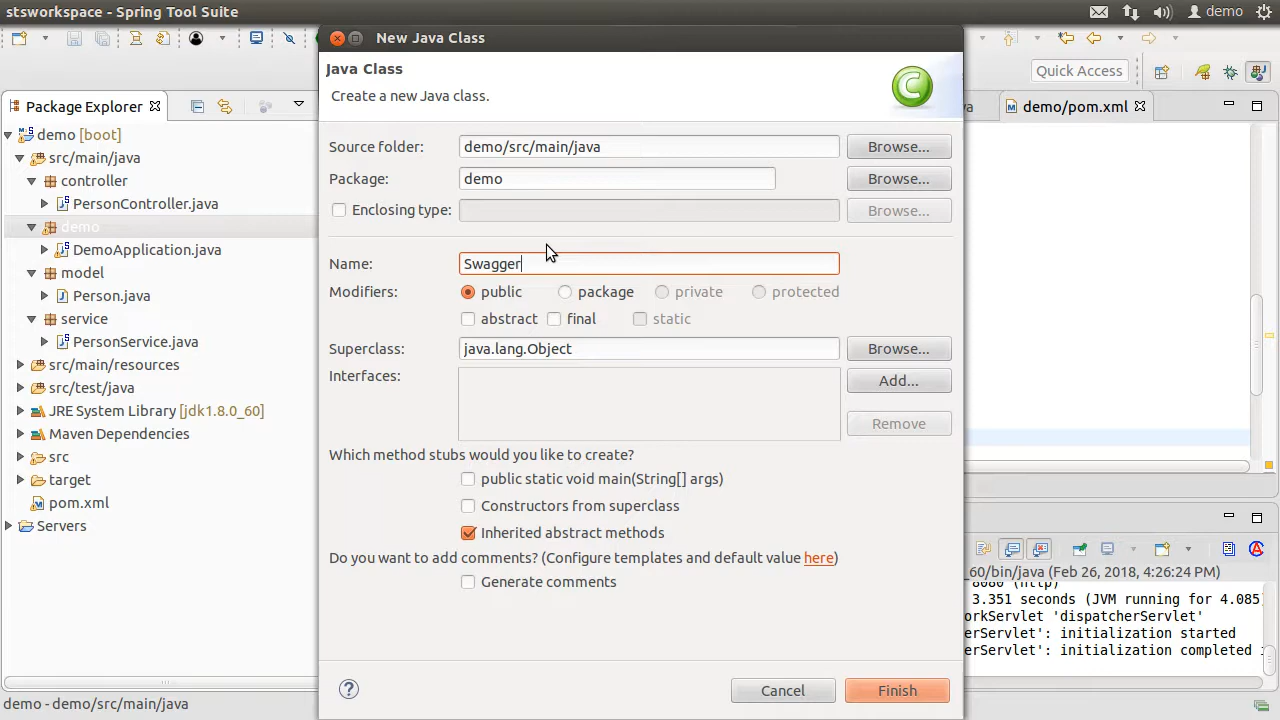 stsworkspace - Spring Tool Suite
demo
New Java Class
Java Class
Create a new Java class.
Quick Access
Package Explorer
demo/pom.xml
demo [boot]
src/main/java
controller
PersonController.java
demo
DemoApplication.java
model
Person.java
service
PersonService.java
src/main/resources
src/test/java
JRE System Library [jdk1.8.0_60]
Maven Dependencies
src
target
pom.xml
Servers
Source folder: demo/src/main/java Browse...
Package: demo Browse...
Enclosing type: Browse...
Name: Swagger
Modifiers: public package private protected
abstract final static
Superclass: java.lang.Object Browse...
Interfaces: Add...
Remove
Which method stubs would you like to create?
public static void main(String[] args)
Constructors from superclass
Inherited abstract methods
Do you want to add comments? (Configure templates and default value here)
Generate comments
Cancel Finish
_60/bin/java (Feb 26, 2018, 4:26:24 PM)
8080 (http)
3.351 seconds (JVM running for 4.085)
orkServlet 'dispatcherServlet'
erServlet': initialization started
erServlet': initialization completed
demo - demo/src/main/java